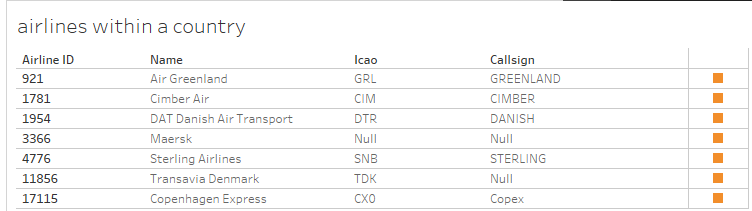 airlines within a country
Airline ID Name Icao Callsign
921 Air Greenland GRL GREENLAND
1781 Cimber Air CIM CIMBER
1954 DAT Danish Air Transport DTR DANISH
3366 Maersk Null Null
4776 Sterling Airlines SNB STERLING
11856 Transavia Denmark TDK Null
17115 Copenhagen Express CX0 Copex